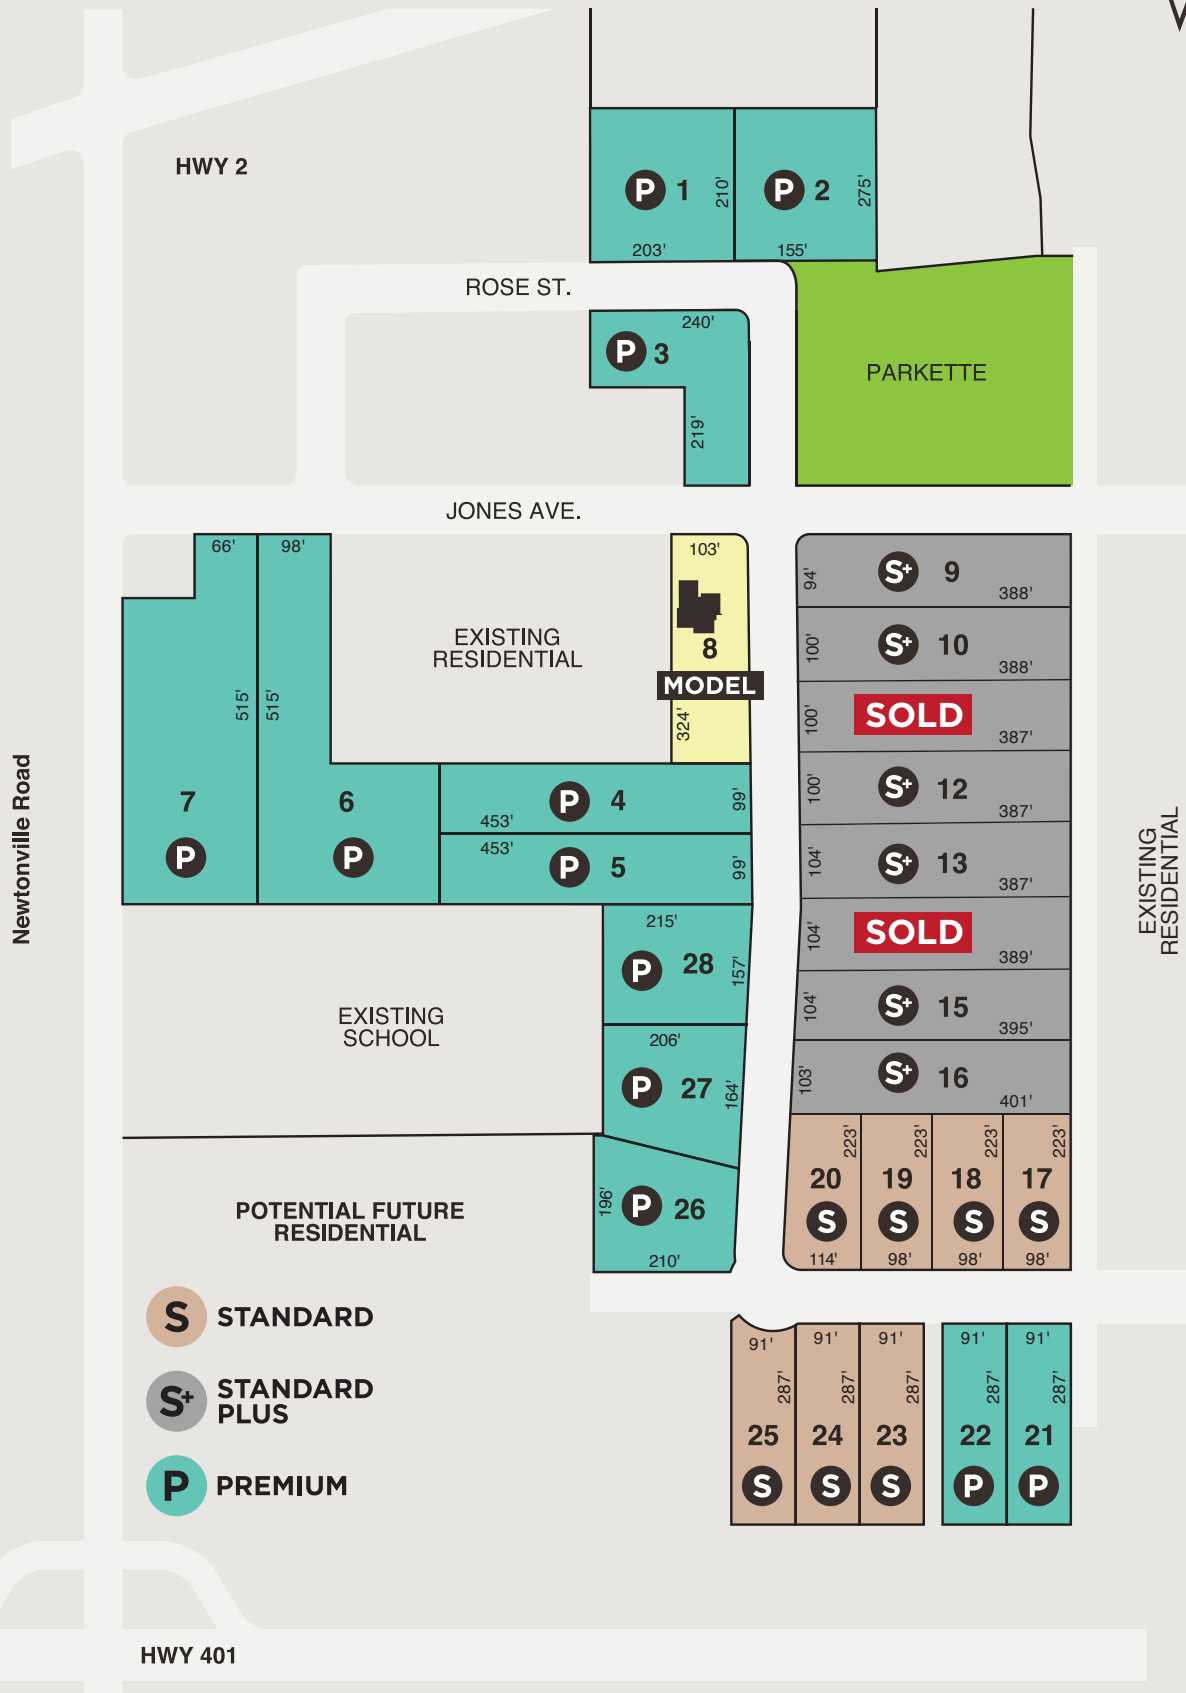 HWY 2
P 1
210'
203'
P 2
275'
155'
ROSE ST.
240'
P 3
219'
PARKETTE
JONES AVE.
66'
98'
515'
515'
7
P
6
P
EXISTING
RESIDENTIAL
103'
8
MODEL
324'
P 4
453'
99'
453'
P 5
99'
94'
S+ 9
388'
100'
S+ 10
388'
100'
SOLD
387'
100'
S+ 12
387'
104'
S+ 13
387'
104'
SOLD
389'
104'
S+ 15
395'
103'
S+ 16
401'
Newtonville Road
EXISTING
RESIDENTIAL
EXISTING
SCHOOL
215'
P 28
157'
206'
P 27
164'
196'
P 26
210'
223'
20
S
114'
223'
19
S
98'
223'
18
S
98'
223'
17
S
98'
POTENTIAL FUTURE
RESIDENTIAL
S STANDARD
S+ STANDARD
PLUS
P PREMIUM
91'
287'
25
S
91'
287'
24
S
91'
287'
23
S
91'
287'
22
P
91'
287'
21
P
HWY 401